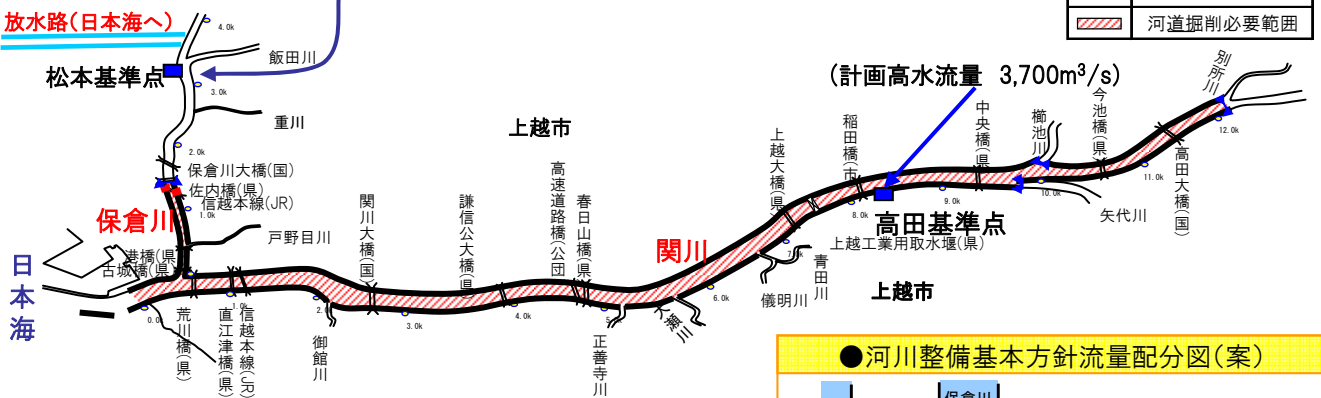 放水路(日本海へ)
4.0k
飯田川
松本基準点
3.0k
重川
2.0k
保倉川大橋(国)
佐内橋(県)
信越本線(JR)
1.0k
保倉川
戸野目川
港橋(県)
古城橋(県)
日本海
0.0k
荒川橋(県)
直江津橋(県)
1.0k
信越本線(JR)
2.0k
御館川
関川大橋(国)
3.0k
謙信公大橋(県)
4.0k
高速道路橋(公団)
春日山橋(県)
正善寺川
上越市
関川
大瀬川
6.0k
儀明川
青田川
上越大橋(県)
上越工業用取水堰(県)
上越市
稲田橋(市)
8.0k
高田基準点
(計画高水流量 3,700m³/s)
9.0k
中央橋(県)
櫛池川
10.0k
矢代川
今池橋(県)
11.0k
高田大橋(国)
別所川
12.0k
河道掘削必要範囲
●河川整備基本方針流量配分図(案)
保倉川